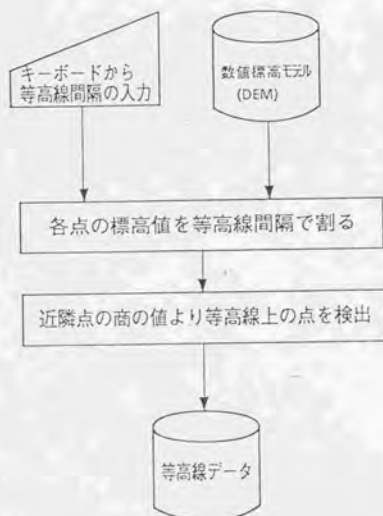 キーボードから
等高線間隔の入力
数値標高モデル
(DEM)
各点の標高値を等高線間隔で割る
近隣点の商の値より等高線上の点を検出
等高線データ